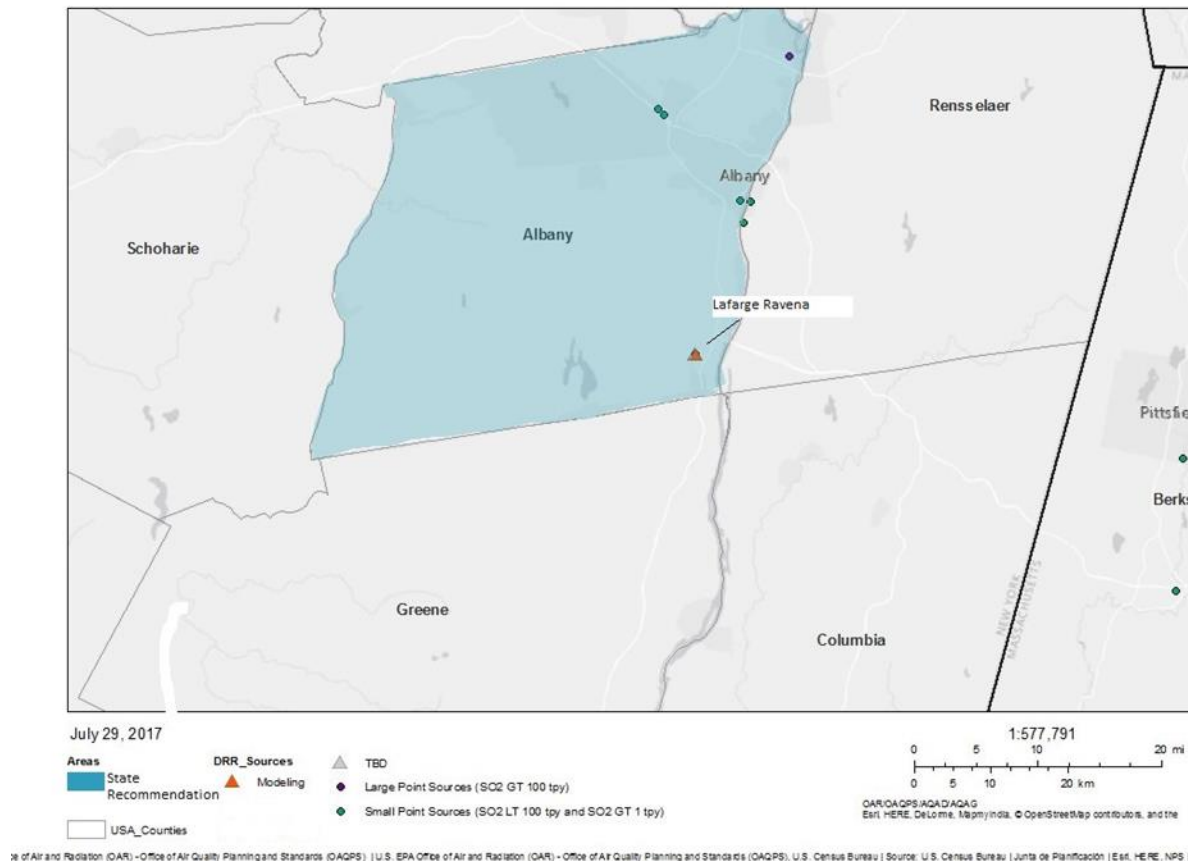 Rensselaer
Albany
Schoharie
Albany
Lafarge Ravena
Pittsfie
Berks
NEW YORK
MASSACHUSETTS
Greene
Columbia
July 29, 2017
1:577,791
Areas
State
Recommendation
USA_Counties
DRR_Sources
Modeling
TBD
Large Point Sources (SO2 GT 100 tpy)
Small Point Sources (SO2 LT 100 tpy and SO2 GT 1 tpy)
0 5 10 20 mi
0 5 10 20 km
OAR/OAQPS/AQAD/AQAG
Esri, HERE, DeLorme, MapmyIndia, © OpenStreetMap contributors, and the
ce of Air and Radiation (OAR) - Office of Air Quality Planning and Standards (OAQPS) | U.S. EPA Office of Air and Radiation (OAR) - Office of Air Quality Planning and Standards (OAQPS), U.S. Census Bureau | Source: U.S. Census Bureau | Junta de Planificación | Esri, HERE, NPS